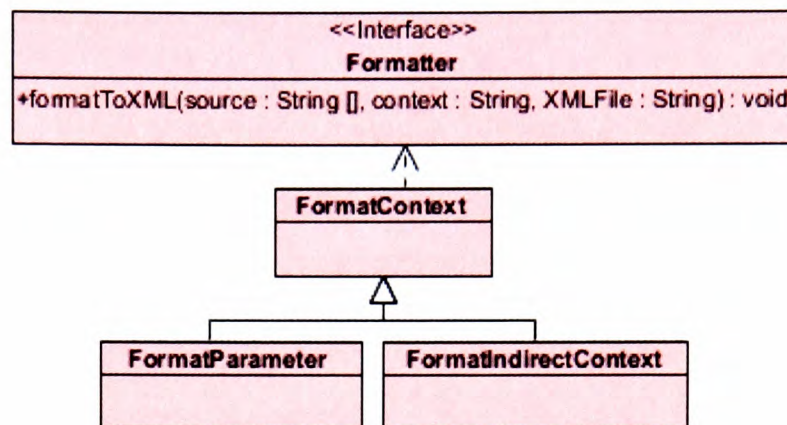 <<Interface>>
Formatter
+formatToXML(source : String [], context : String, XMLFile : String) : void
FormatContext
FormatParameter
FormatIndirectContext